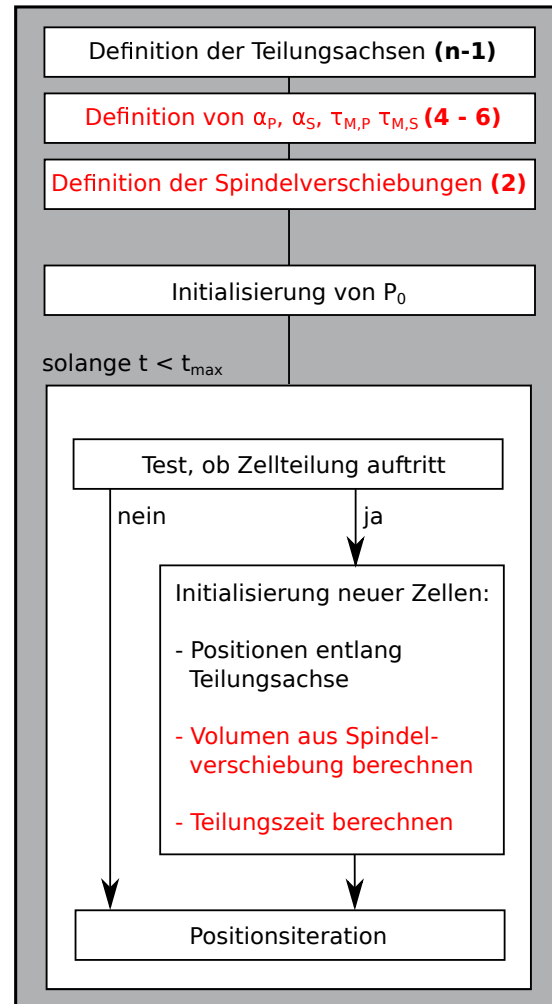 Definition der Teilungsachsen (n-1)
Definition von αP, αS, τM,P τM,S (4 - 6)
Definition der Spindelverschiebungen (2)
Initialisierung von P0
solange t < tmax
Test, ob Zellteilung auftritt
nein
ja
Initialisierung neuer Zellen:
- Positionen entlang
Teilungsachse
- Volumen aus Spindel-
verschiebung berechnen
- Teilungszeit berechnen
Positionsiteration